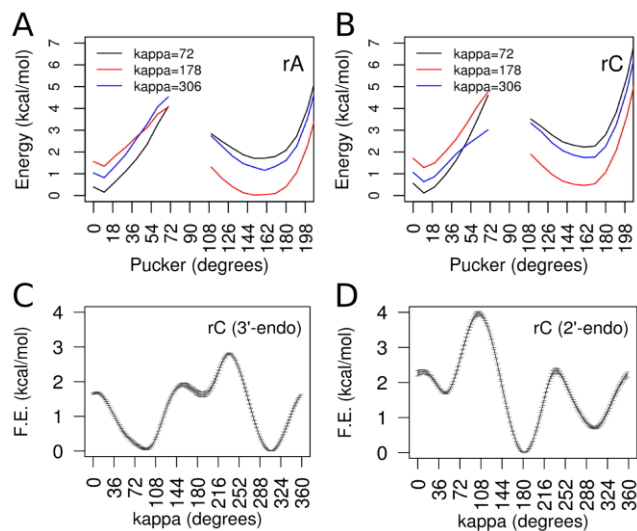 A
Energy (kcal/mol)
7
6
5
4
3
2
1
0
kappa=72
kappa=178
kappa=306
rA
0 18 36 54 72 90 108 126 144 162 180 198
Pucker (degrees)
B
Energy (kcal/mol)
7
6
5
4
3
2
1
0
kappa=72
kappa=178
kappa=306
rC
0 18 36 54 72 90 108 126 144 162 180 198
Pucker (degrees)
C
F.E. (kcal/mol)
4
3
2
1
0
rC (3'-endo)
0 36 72 108 144 180 216 252 288 324 360
kappa (degrees)
D
F.E. (kcal/mol)
4
3
2
1
0
rC (2'-endo)
0 36 72 108 144 180 216 252 288 324 360
kappa (degrees)